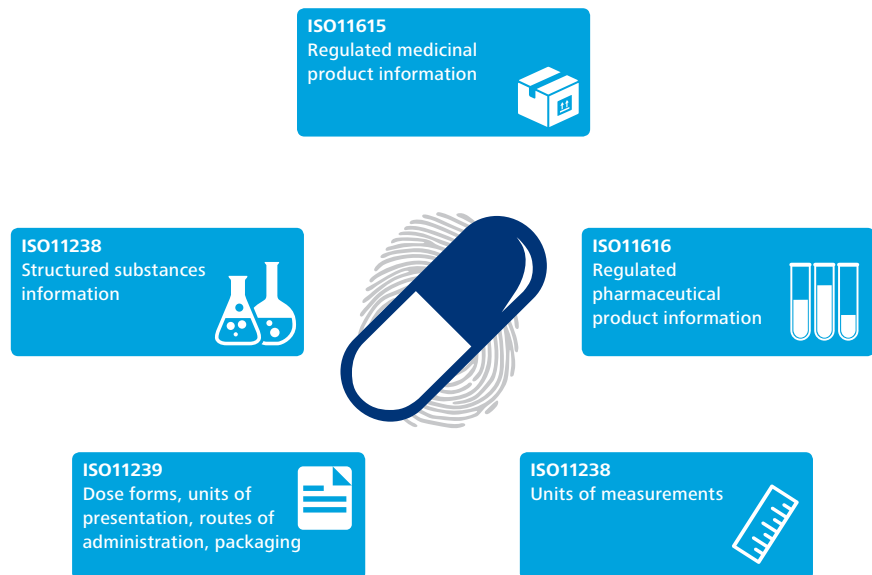 ISO11615
Regulated medicinal
product information
ISO11238
Structured substances
information
ISO11616
Regulated
pharmaceutical
product information
ISO11239
Dose forms, units of
presentation, routes of
administration, packaging
ISO11238
Units of measurements